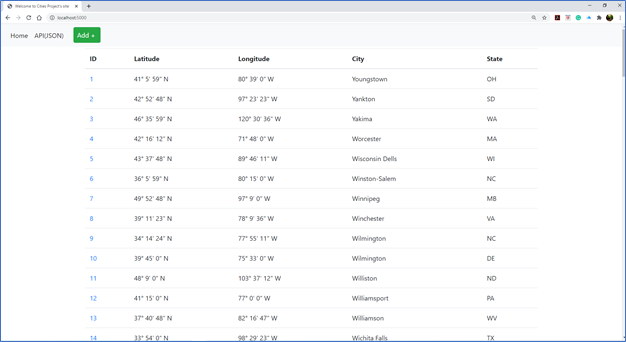 Welcome to Cities Project's site
localhost:5000
Home API(JSON) Add +
ID Latitude Longitude City State
1 41° 5' 59" N 80° 39' 0" W Youngstown OH
2 42° 52' 48" N 97° 23' 23" W Yankton SD
3 46° 35' 59" N 120° 30' 36" W Yakima WA
4 42° 16' 12" N 71° 48' 0" W Worcester MA
5 43° 37' 48" N 89° 46' 11" W Wisconsin Dells WI
6 36° 5' 59" N 80° 15' 0" W Winston-Salem NC
7 49° 52' 48" N 97° 9' 0" W Winnipeg MB
8 39° 11' 23" N 78° 9' 36" W Winchester VA
9 34° 14' 24" N 77° 55' 11" W Wilmington NC
10 39° 45' 0" N 75° 33' 0" W Wilmington DE
11 48° 9' 0" N 103° 37' 12" W Williston ND
12 41° 15' 0" N 77° 0' 0" W Williamsport PA
13 37° 40' 48" N 82° 16' 47" W Williamson WV
14 33° 54' 0" N 98° 29' 23" W Wichita Falls TX